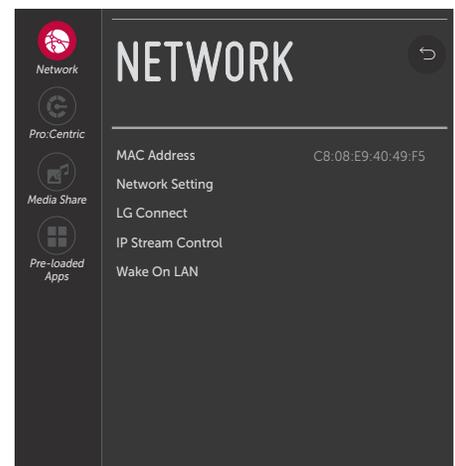 Network
Pro:Centric
Media Share
Pre-loaded
Apps
NETWORK
MAC Address C8:08:E9:40:49:F5
Network Setting
LG Connect
IP Stream Control
Wake On LAN